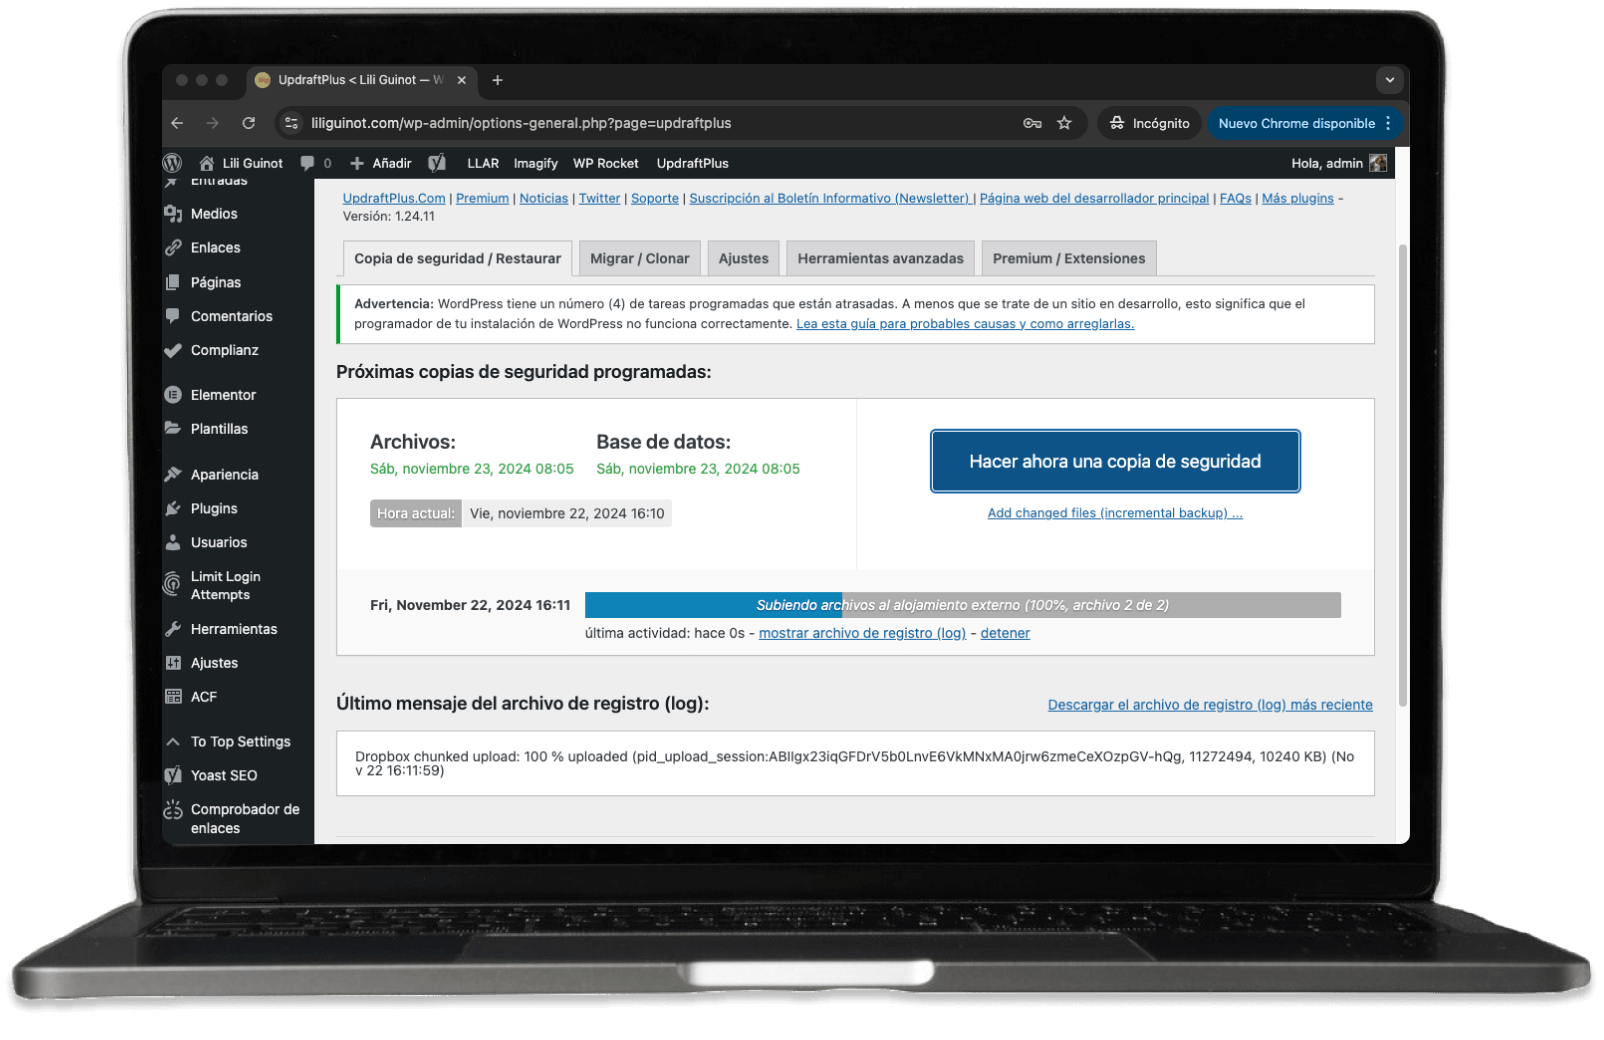 UpdraftPlus < Lili Guinot — W
liliguinot.com/wp-admin/options-general.php?page=updraftplus
Incógnito
Nuevo Chrome disponible
Lili Guinot
0
Añadir
LLAR
Imagify
WP Rocket
UpdraftPlus
Hola, admin
Entradas
Medios
Enlaces
Páginas
Comentarios
Complianz
Elementor
Plantillas
Apariencia
Plugins
Usuarios
Limit Login
Attempts
Herramientas
Ajustes
ACF
To Top Settings
Yoast SEO
Comprobador de
enlaces
UpdraftPlus.Com | Premium | Noticias | Twitter | Soporte | Suscripción al Boletín Informativo (Newsletter) | Página web del desarrollador principal | FAQs | Más plugins -
Versión: 1.24.11
Copia de seguridad / Restaurar
Migrar / Clonar
Ajustes
Herramientas avanzadas
Premium / Extensiones
Advertencia: WordPress tiene un número (4) de tareas programadas que están atrasadas. A menos que se trate de un sitio en desarrollo, esto significa que el
programador de tu instalación de WordPress no funciona correctamente. Lea esta guía para probables causas y como arreglarlas.
Próximas copias de seguridad programadas:
Archivos:
Sáb, noviembre 23, 2024 08:05
Base de datos:
Sáb, noviembre 23, 2024 08:05
Hora actual: Vie, noviembre 22, 2024 16:10
Hacer ahora una copia de seguridad
Add changed files (incremental backup) ...
Fri, November 22, 2024 16:11
Subiendo archivos al alojamiento externo (100%, archivo 2 de 2)
última actividad: hace 0s - mostrar archivo de registro (log) - detener
Último mensaje del archivo de registro (log):
Descargar el archivo de registro (log) más reciente
Dropbox chunked upload: 100 % uploaded (pid_upload_session:ABIlgx23iqGFDrV5b0LnvE6VkMNxMA0jrw6zmeCeXOzpGV-hQg, 11272494, 10240 KB) (No
v 22 16:11:59)